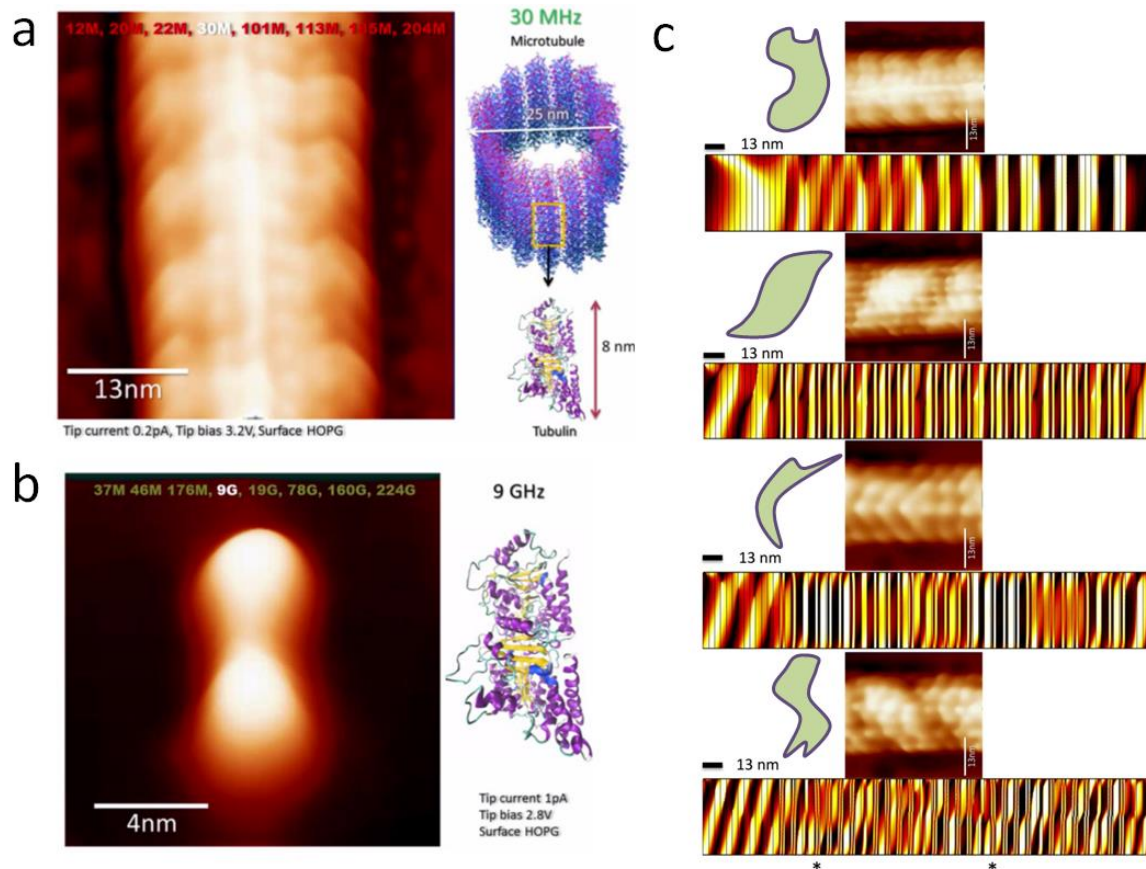 a
12M, 20M, 22M, 30M, 101M, 113M, 185M, 204M
13nm
Tip current 0.2pA, Tip bias 3.2V, Surface HOPG
30 MHz
Microtubule
25 nm
8 nm
Tubulin
b
37M 46M 176M, 9G, 19G, 78G, 160G, 224G
4nm
9 GHz
Tip current 1pA
Tip bias 2.8V
Surface HOPG
c
13 nm
13nm
13 nm
13nm
13 nm
13nm
13 nm
13nm
* *